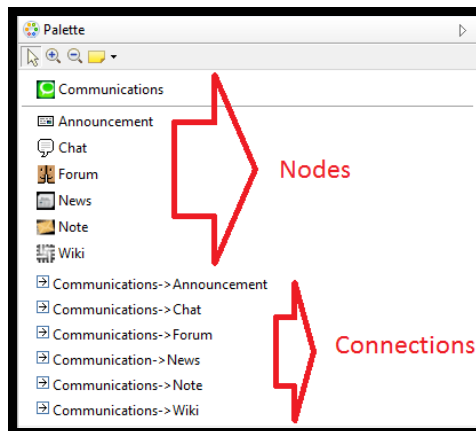 Palette
Communications
Announcement
Chat
Forum
News
Note
Wiki
Nodes
Communications->Announcement
Communications->Chat
Communications->Forum
Communication->News
Communications->Note
Communications->Wiki
Connections